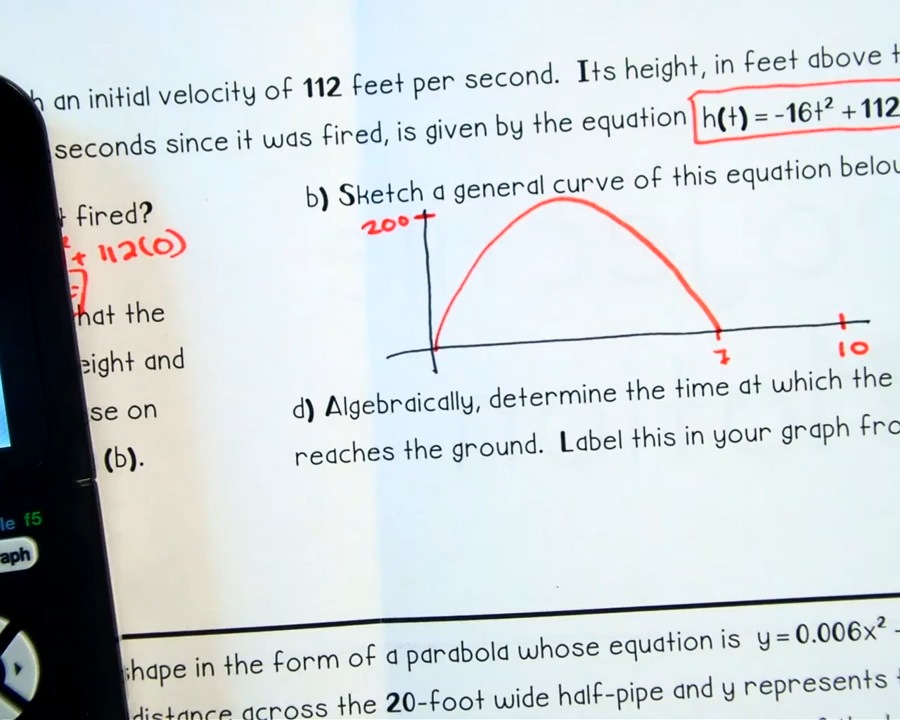 an initial velocity of 112 feet per second. Its height, in feet above
seconds since it was fired, is given by the equation h(t) = -16t² + 112
fired?
+ 112(0)
hat the
eight and
se on
(b).
b) Sketch a general curve of this equation below
200
7
10
d) Algebraically, determine the time at which the
reaches the ground. Label this in your graph fro
le f5
aph
hape in the form of a parabola whose equation is y = 0.006x² -
distance across the 20-foot wide half-pipe and y represents